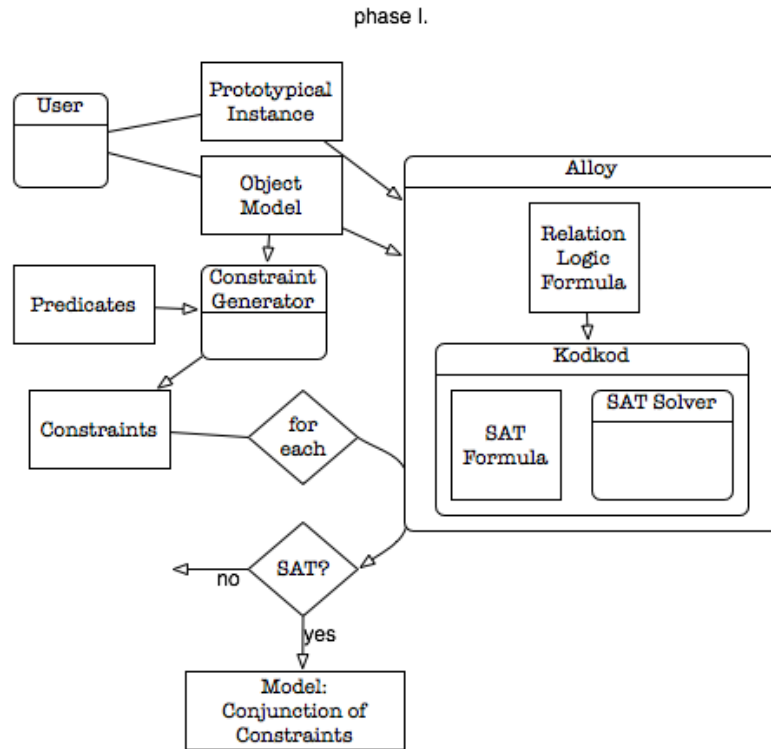 phase I.
User
Prototypical
Instance
Object
Model
Alloy
Relation
Logic
Formula
Predicates
Constraint
Generator
Kodkod
SAT
Formula
SAT Solver
Constraints
for
each
SAT?
no
yes
Model:
Conjunction of
Constraints